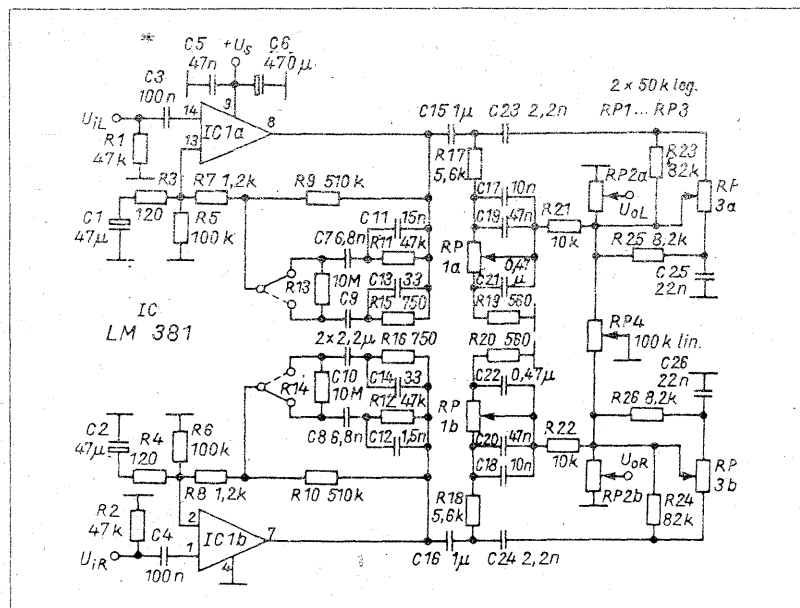 *
C5
47n
+Us
C6
470µ
C3
100n
UiL
14
9
IC1a
8
13
R1
47k
C15 1µ
C23 2,2n
2 x 50k log.
RP1 ... RP3
R17
5,6k
R23
82k
RP2a
UoL
RP
3a
R3
120
R7 1,2k
R9 510k
C1
47µ
R5
100k
C17
10n
C19
47n
R21
10k
R25 8,2k
C25
22n
C11
15n
C7 6,8n
R11
47k
RP
1a
0,47
µ
C21
R13
10M
C13
33
R15
750
C9
R19 560
IC
LM 381
2 x 2,2µ
R16 750
R20 560
RP4
100k lin.
C26
22n
R14
C10
10M
C14
33
R12
47k
C22
0,47µ
C8 6,8n
C12
1,5n
RP
1b
R26 8,2k
C2
47µ
R4
120
R6
100k
C20
47n
C18
10n
R22
10k
UoR
RP2b
RP
3b
R8 1,2k
R10 510k
R18
5,6k
R24
82k
R2
47k
C4
100n
UiR
2
1
IC1b
7
4
C16
1µ
C24 2,2n